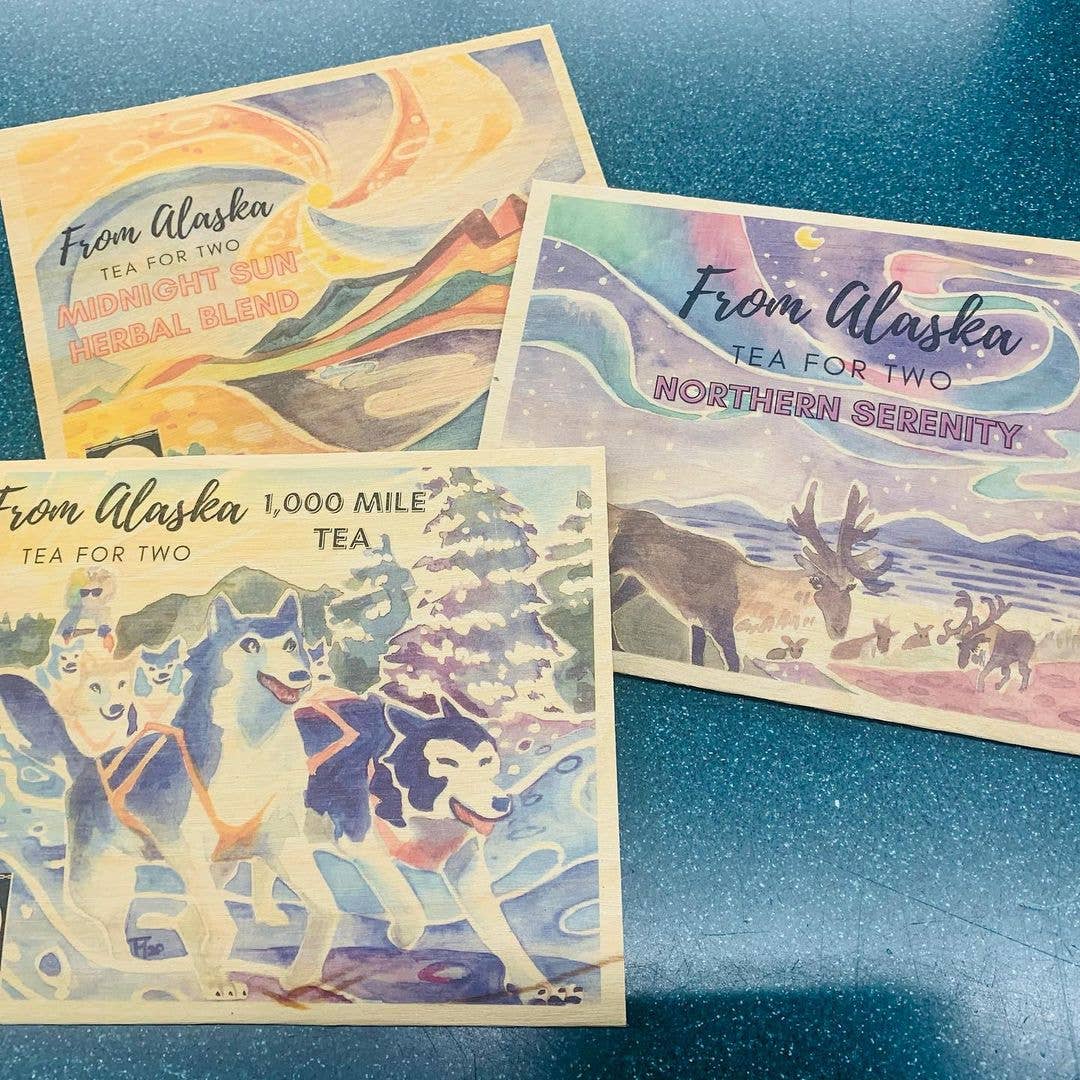 From Alaska
TEA FOR TWO
MIDNIGHT SUN
HERBAL BLEND
From Alaska
TEA FOR TWO
NORTHERN SERENITY
From Alaska
TEA FOR TWO
1,000 MILE
TEA